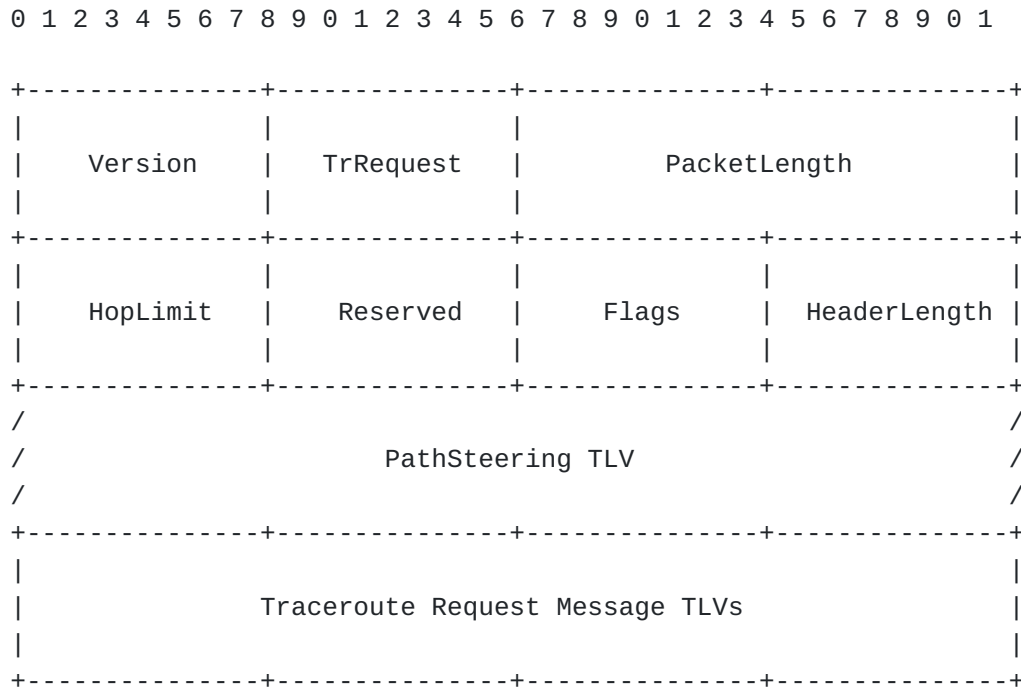 0 1 2 3 4 5 6 7 8 9 0 1 2 3 4 5 6 7 8 9 0 1 2 3 4 5 6 7 8 9 0 1
Version TrRequest PacketLength
HopLimit Reserved Flags HeaderLength
PathSteering TLV
Traceroute Request Message TLVs